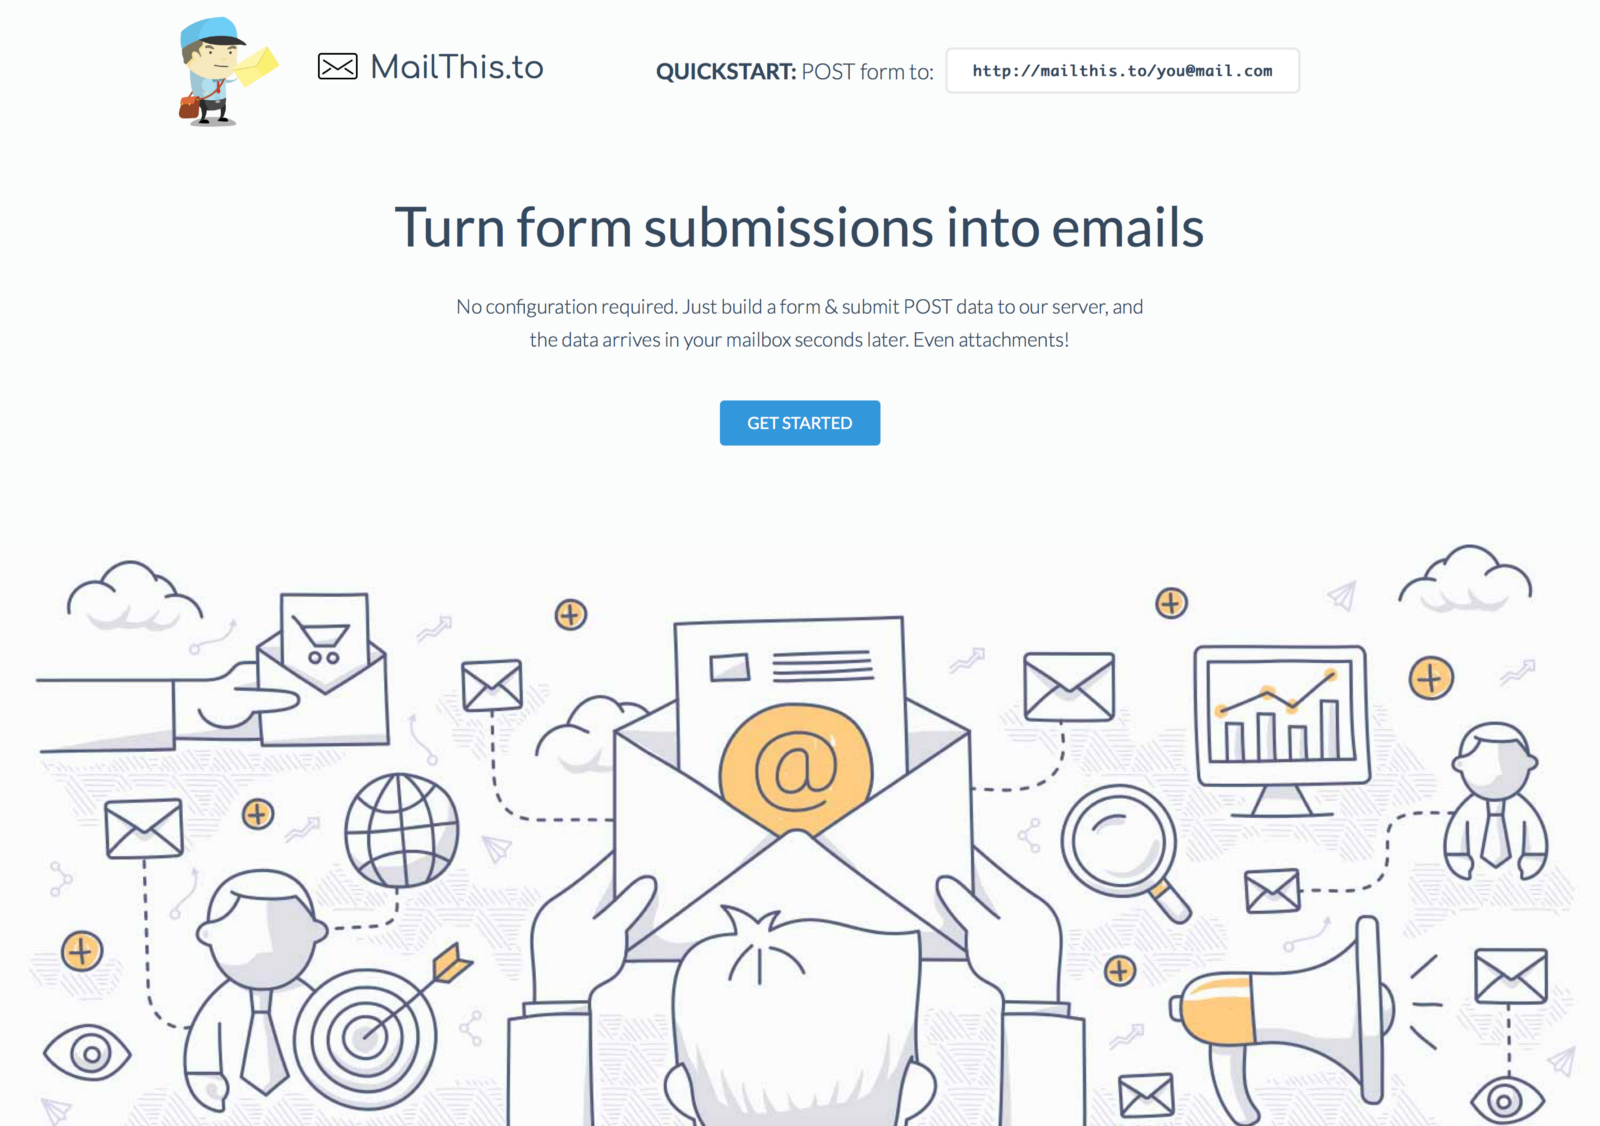 MailThis.to
QUICKSTART: POST form to: http://mailthis.to/you@mail.com
Turn form submissions into emails
No configuration required. Just build a form & submit POST data to our server, and
the data arrives in your mailbox seconds later. Even attachments!
GET STARTED
@